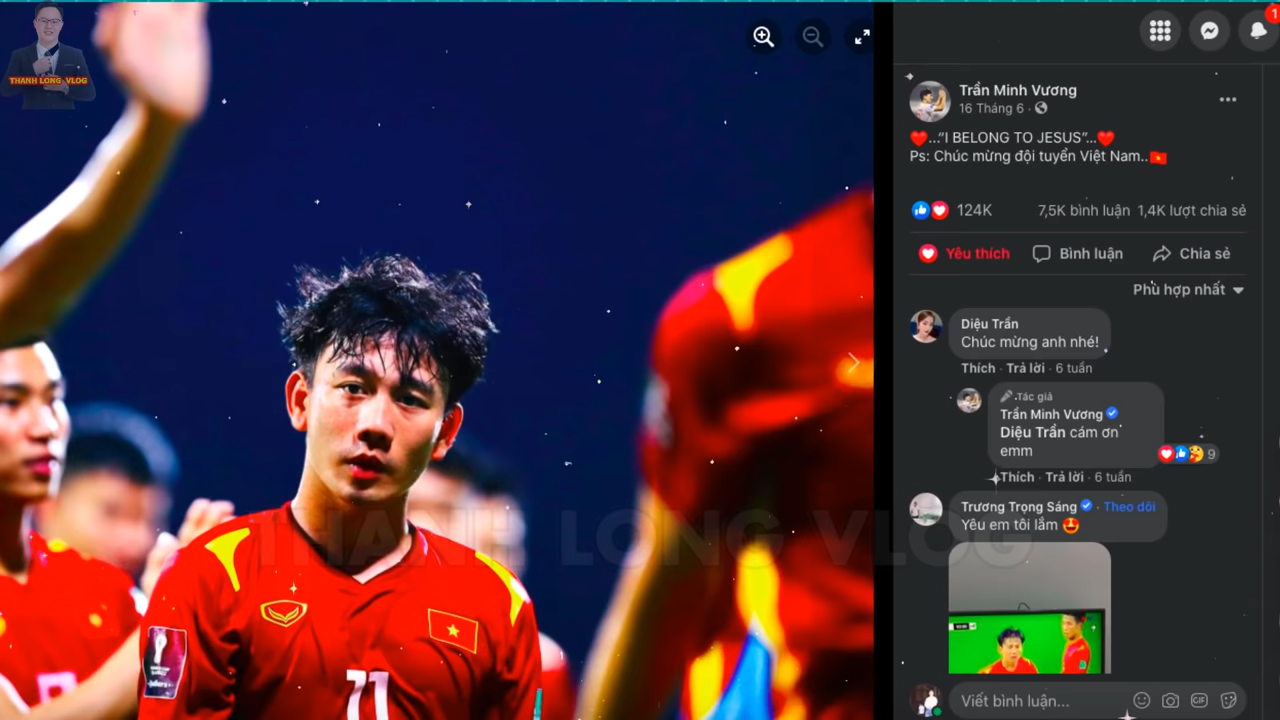 THANH LONG VLOG
11
THANH LONG VLOG
1
Trần Minh Vương
16 Tháng 6 ·
❤️...“I BELONG TO JESUS”...❤️
Ps: Chúc mừng đội tuyển Việt Nam..🇻🇳
124K 7,5K bình luận 1,4K lượt chia sẻ
Yêu thích Bình luận Chia sẻ
Phù hợp nhất
Diệu Trần
Chúc mừng anh nhé!
Thích · Trả lời · 6 tuần
Tác giả
Trần Minh Vương
Diệu Trần cám ơn
emm
9
Thích · Trả lời · 6 tuần
Trương Trọng Sáng · Theo dõi
Yêu em tôi lắm 🤩
Viết bình luận...
GIF